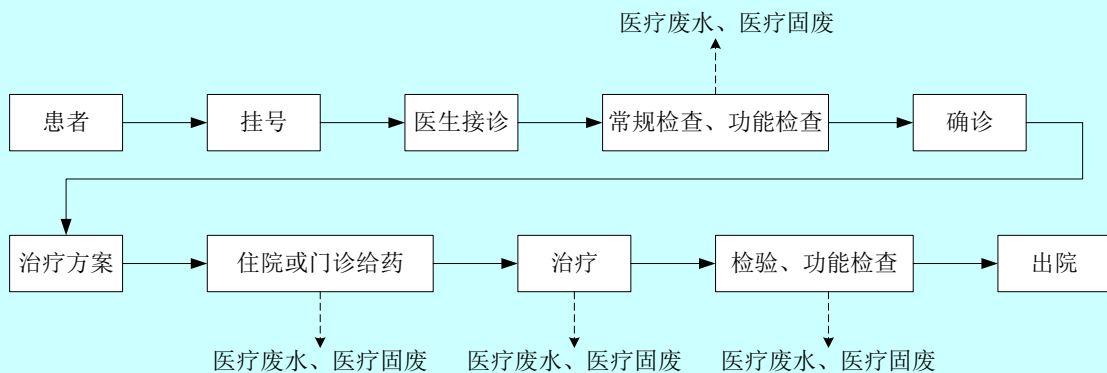 医疗废水、医疗固废
患者 挂号 医生接诊 常规检查、功能检查 确诊
治疗方案 住院或门诊给药 治疗 检验、功能检查 出院
医疗废水、医疗固废 医疗废水、医疗固废 医疗废水、医疗固废